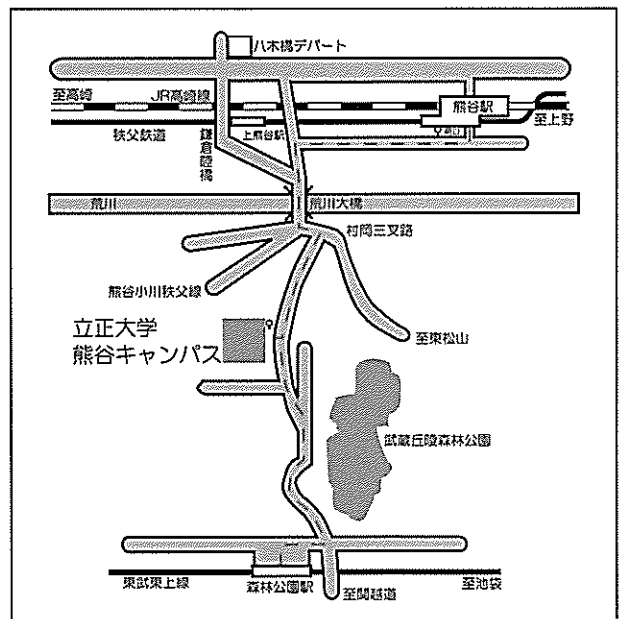 八木橋デパート
至高崎
JR高崎線
熊谷駅
至上野
秩父鉄道
鎌倉陸橋
上熊谷駅
南口
荒川
荒川大橋
村岡三叉路
熊谷小川秩父線
立正大学
熊谷キャンパス
至東松山
武蔵丘陵森林公園
東武東上線
森林公園駅
至関越道
至池袋